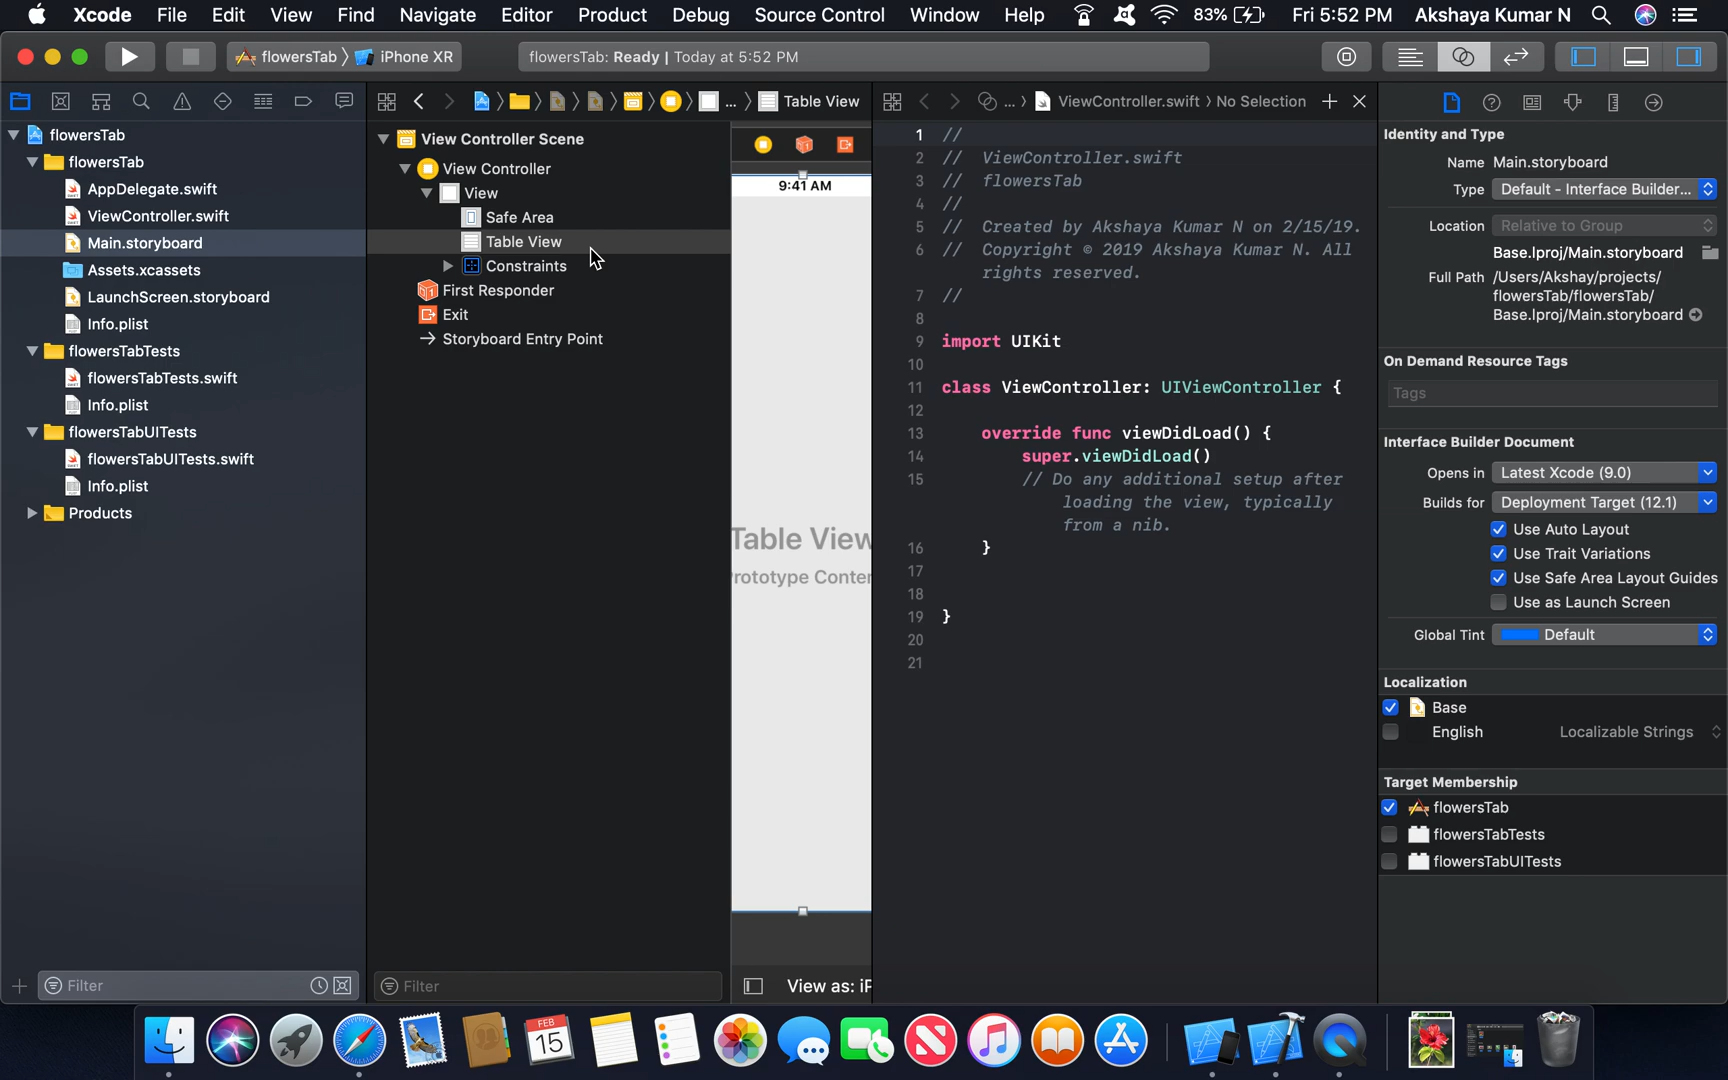 Xcode File Edit View Find Navigate Editor Product Debug Source Control Window Help 83% Fri 5:52 PM Akshaya Kumar N
flowersTab iPhone XR
flowersTab: Ready | Today at 5:52 PM
... Table View
... ViewController.swift No Selection
flowersTab
flowersTab
AppDelegate.swift
ViewController.swift
Main.storyboard
Assets.xcassets
LaunchScreen.storyboard
Info.plist
flowersTabTests
flowersTabTests.swift
Info.plist
flowersTabUITests
flowersTabUITests.swift
Info.plist
Products
Filter
View Controller Scene
View Controller
View
Safe Area
Table View
Constraints
First Responder
Exit
Storyboard Entry Point
Filter
9:41 AM
Table View
rototype Conter
View as: iP
1 //
2 // ViewController.swift
3 // flowersTab
4 //
5 // Created by Akshaya Kumar N on 2/15/19.
6 // Copyright © 2019 Akshaya Kumar N. All
rights reserved.
7 //
8
9 import UIKit
10
11 class ViewController: UIViewController {
12
13 override func viewDidLoad() {
14 super.viewDidLoad()
15 // Do any additional setup after
loading the view, typically
from a nib.
16 }
17
18
19 }
20
21
Identity and Type
Name Main.storyboard
Type Default - Interface Builder...
Location Relative to Group
Base.lproj/Main.storyboard
Full Path /Users/Akshay/projects/
flowersTab/flowersTab/
Base.lproj/Main.storyboard
On Demand Resource Tags
Tags
Interface Builder Document
Opens in Latest Xcode (9.0)
Builds for Deployment Target (12.1)
Use Auto Layout
Use Trait Variations
Use Safe Area Layout Guides
Use as Launch Screen
Global Tint Default
Localization
Base
English Localizable Strings
Target Membership
flowersTab
flowersTabTests
flowersTabUITests
FEB
15